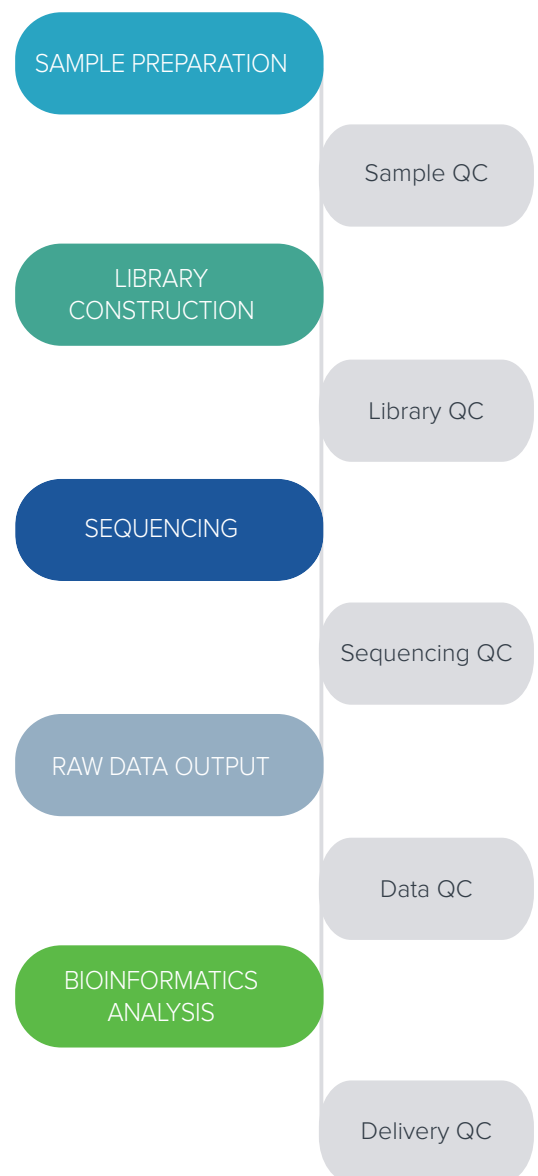 SAMPLE PREPARATION
Sample QC
LIBRARY
CONSTRUCTION
Library QC
SEQUENCING
Sequencing QC
RAW DATA OUTPUT
Data QC
BIOINFORMATICS
ANALYSIS
Delivery QC